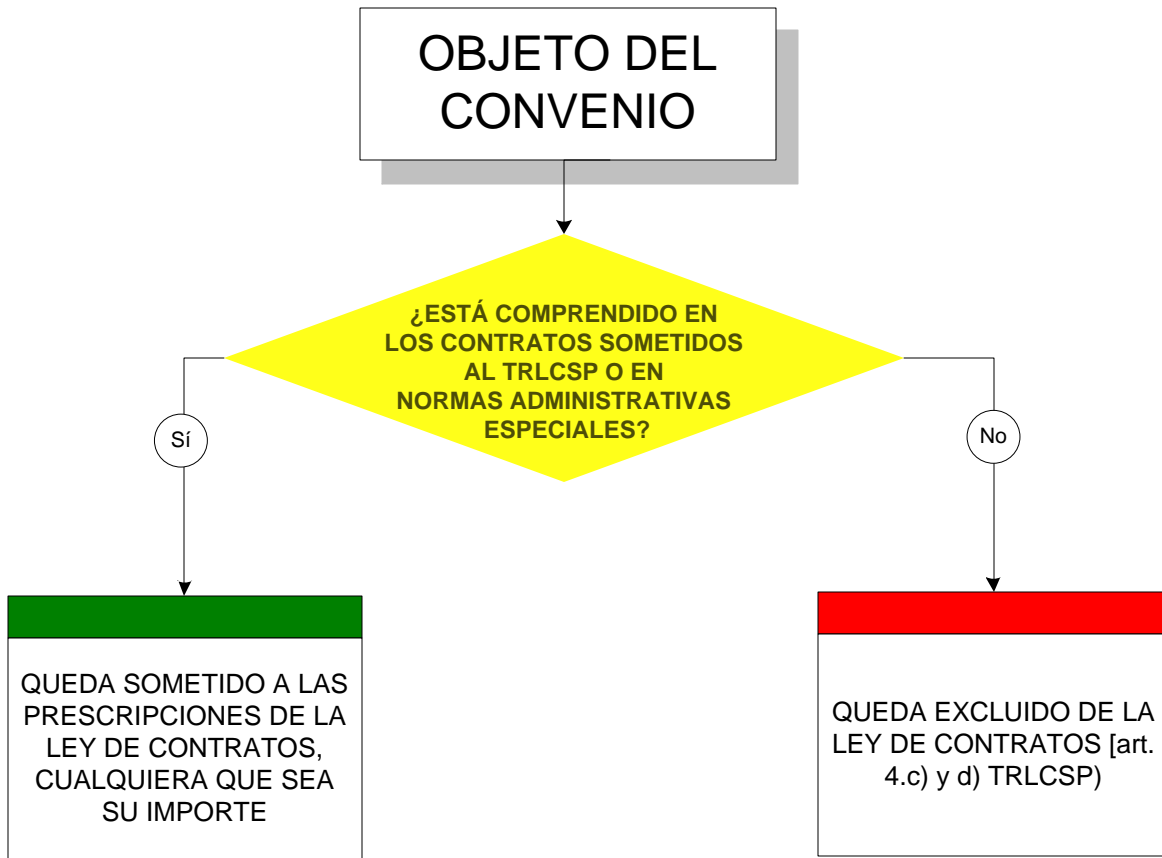 OBJETO DEL
CONVENIO
¿ESTÁ COMPRENDIDO EN
LOS CONTRATOS SOMETIDOS
AL TRLCSP O EN
NORMAS ADMINISTRATIVAS
ESPECIALES?
Sí
No
QUEDA SOMETIDO A LAS
PRESCRIPCIONES DE LA
LEY DE CONTRATOS,
CUALQUIERA QUE SEA
SU IMPORTE
QUEDA EXCLUIDO DE LA
LEY DE CONTRATOS [art.
4.c) y d) TRLCSP)